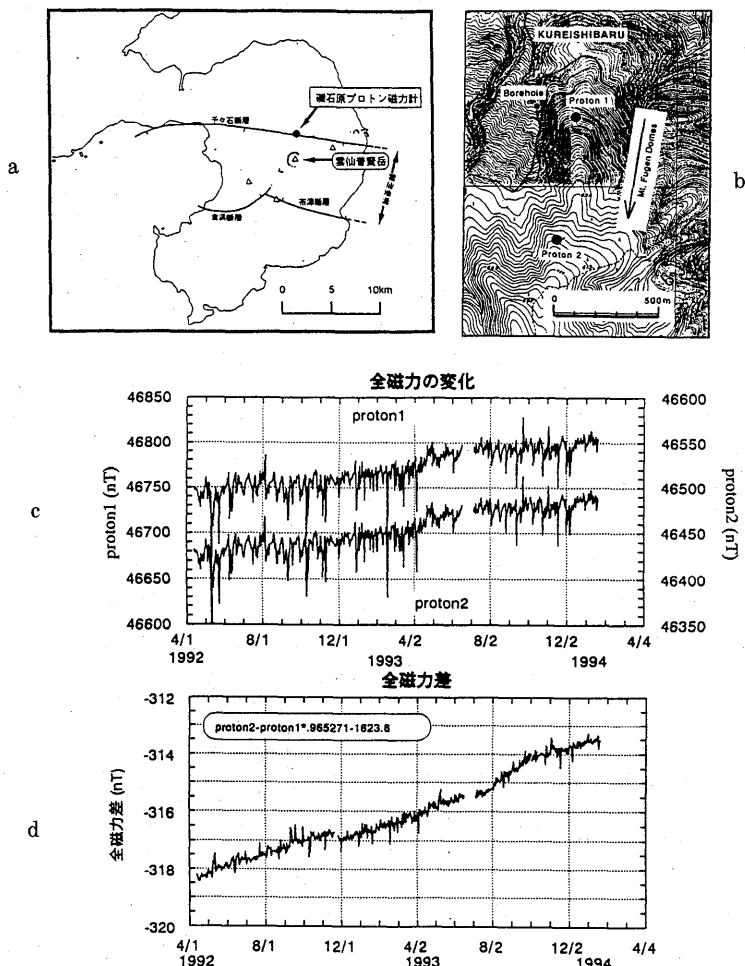 a
礫石原プロトン磁力計
千々石断層
雲仙普賢岳
金浜断層
布津断層
0 5 10km
b
KUREISHIBARU
Borehole
Proton 1
Mt. Fugen Domes
Proton 2
0 500m
c
全磁力の変化
proton1 (nT)
46850
46800
46750
46700
46650
46600
proton1
proton2
46600
46550
46500
46450
46400
46350
proton2 (nT)
4/1 8/1 12/1 4/2 8/2 12/2 4/4
1992 1993 1994
d
全磁力差
全磁力差 (nT)
-312
-314
-316
-318
-320
proton2-proton1*.965271-1623.6
4/1 8/1 12/1 4/2 8/2 12/2 4/4
1992 1993 1994